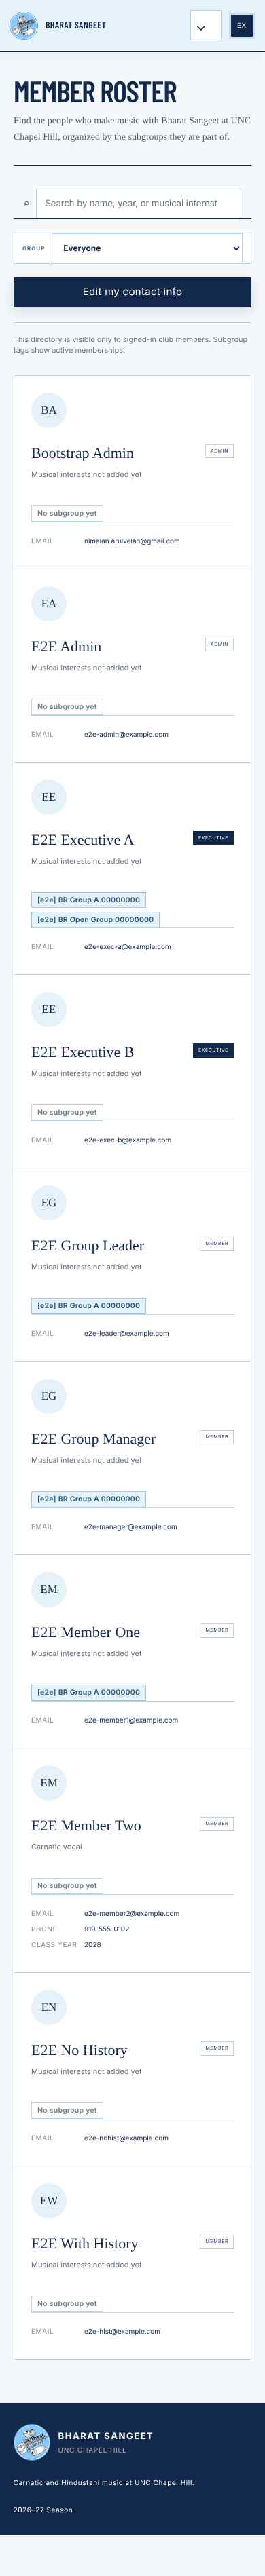 BHARAT SANGEET
EX
MEMBER ROSTER
Find the people who make music with Bharat Sangeet at UNC
Chapel Hill, organized by the subgroups they are part of.
Search by name, year, or musical interest
GROUP Everyone
Edit my contact info
This directory is visible only to signed-in club members. Subgroup
tags show active memberships.
BA
Bootstrap Admin ADMIN
Musical interests not added yet
No subgroup yet
EMAIL nimalan.arulvelan@gmail.com
EA
E2E Admin ADMIN
Musical interests not added yet
No subgroup yet
EMAIL e2e-admin@example.com
EE
E2E Executive A EXECUTIVE
Musical interests not added yet
[e2e] BR Group A 00000000
[e2e] BR Open Group 00000000
EMAIL e2e-exec-a@example.com
EE
E2E Executive B EXECUTIVE
Musical interests not added yet
No subgroup yet
EMAIL e2e-exec-b@example.com
EG
E2E Group Leader MEMBER
Musical interests not added yet
[e2e] BR Group A 00000000
EMAIL e2e-leader@example.com
EG
E2E Group Manager MEMBER
Musical interests not added yet
[e2e] BR Group A 00000000
EMAIL e2e-manager@example.com
EM
E2E Member One MEMBER
Musical interests not added yet
[e2e] BR Group A 00000000
EMAIL e2e-member1@example.com
EM
E2E Member Two MEMBER
Carnatic vocal
No subgroup yet
EMAIL e2e-member2@example.com
PHONE 919-555-0102
CLASS YEAR 2028
EN
E2E No History MEMBER
Musical interests not added yet
No subgroup yet
EMAIL e2e-nohist@example.com
EW
E2E With History MEMBER
Musical interests not added yet
No subgroup yet
EMAIL e2e-hist@example.com
BHARAT SANGEET
UNC CHAPEL HILL
Carnatic and Hindustani music at UNC Chapel Hill.
2026–27 Season